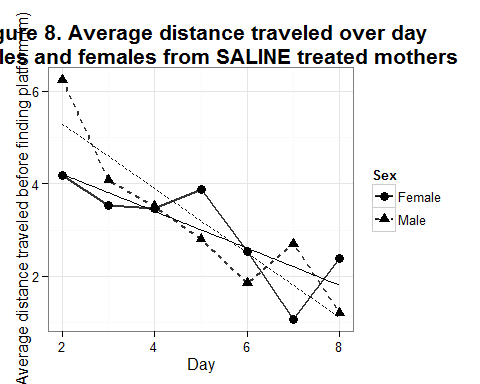 gure 8. Average distance traveled over day
les and females from SALINE treated mothers
Average distance traveled before finding platform (m)
6
4
2
2
4
6
8
Day
Sex
Female
Male